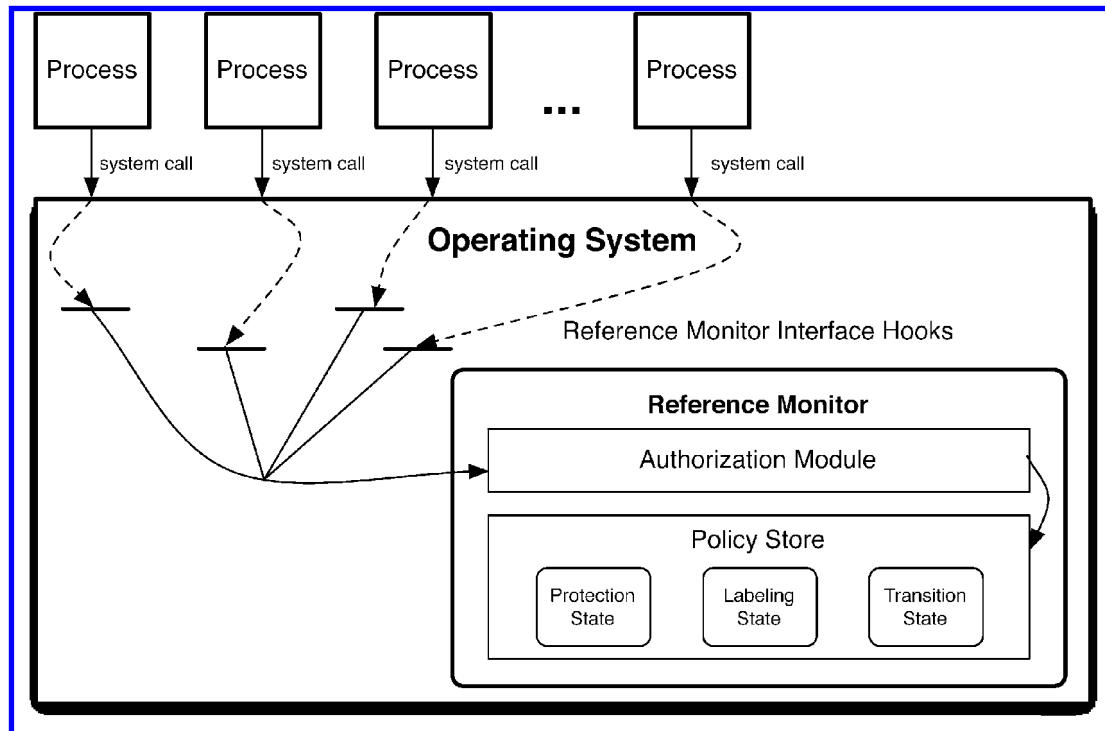 Process Process Process Process
...
system call system call system call system call
Operating System
Reference Monitor Interface Hooks
Reference Monitor
Authorization Module
Policy Store
Protection
State
Labeling
State
Transition
State